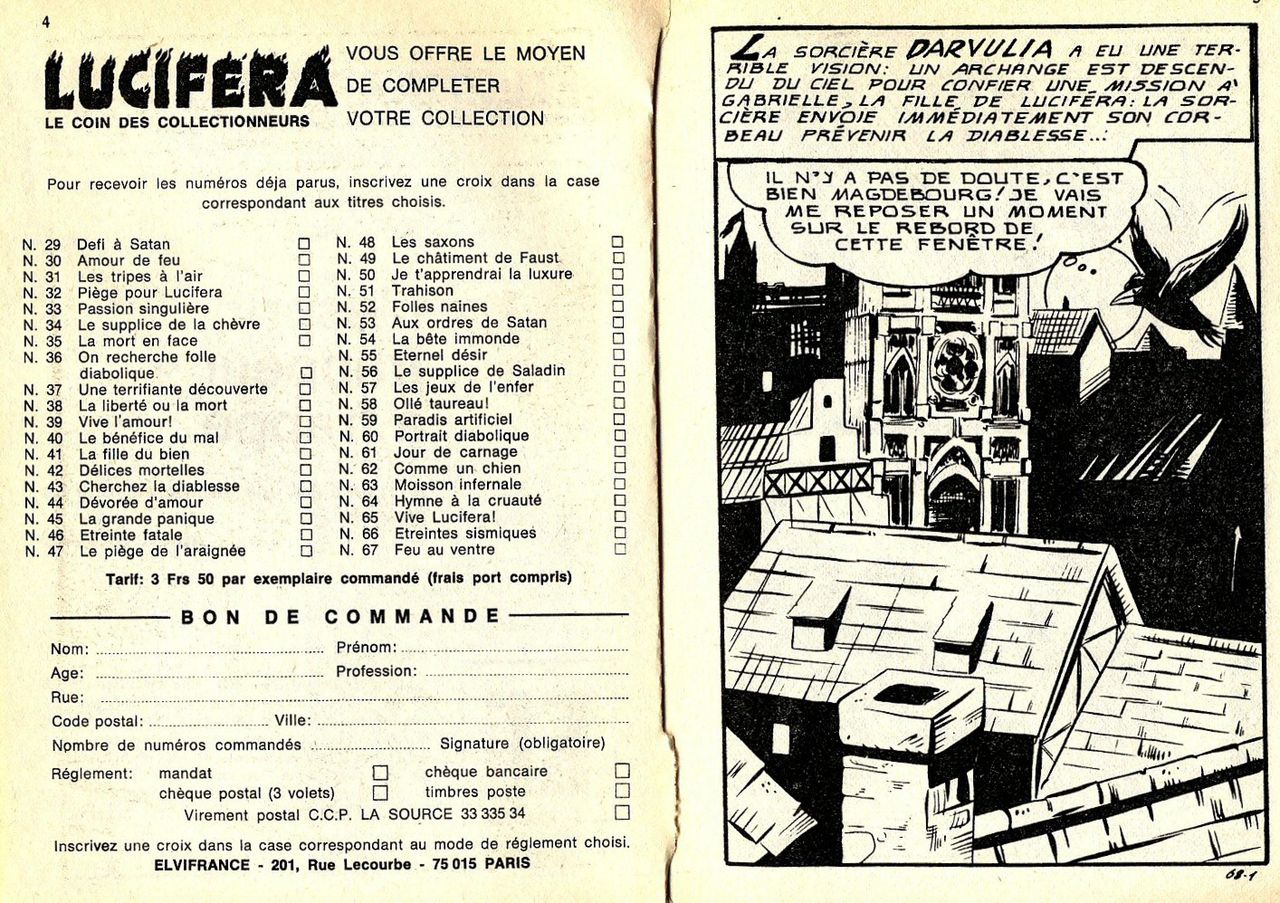 4
LUCIFERA
LE COIN DES COLLECTIONNEURS
VOUS OFFRE LE MOYEN
DE COMPLETER
VOTRE COLLECTION
Pour recevoir les numéros déja parus, inscrivez une croix dans la case
correspondant aux titres choisis.
N. 29 Defi à Satan
N. 30 Amour de feu
N. 31 Les tripes à l'air
N. 32 Piège pour Lucifera
N. 33 Passion singulière
N. 34 Le supplice de la chèvre
N. 35 La mort en face
N. 36 On recherche folle
diabolique
N. 37 Une terrifiante découverte
N. 38 La liberté ou la mort
N. 39 Vive l'amour!
N. 40 Le bénéfice du mal
N. 41 La fille du bien
N. 42 Délices mortelles
N. 43 Cherchez la diablesse
N. 44 Dévorée d'amour
N. 45 La grande panique
N. 46 Etreinte fatale
N. 47 Le piège de l'araignée
N. 48 Les saxons
N. 49 Le châtiment de Faust
N. 50 Je t'apprendrai la luxure
N. 51 Trahison
N. 52 Folles naines
N. 53 Aux ordres de Satan
N. 54 La bête immonde
N. 55 Eternel désir
N. 56 Le supplice de Saladin
N. 57 Les jeux de l'enfer
N. 58 Ollé taureau!
N. 59 Paradis artificiel
N. 60 Portrait diabolique
N. 61 Jour de carnage
N. 62 Comme un chien
N. 63 Moisson infernale
N. 64 Hymne à la cruauté
N. 65 Vive Lucifera!
N. 66 Etreintes sismiques
N. 67 Feu au ventre
Tarif: 3 Frs 50 par exemplaire commandé (frais port compris)
BON DE COMMANDE
Nom: Prénom:
Age: Profession:
Rue:
Code postal: Ville:
Nombre de numéros commandés Signature (obligatoire)
Réglement: mandat chèque bancaire
chèque postal (3 volets) timbres poste
Virement postal C.C.P. LA SOURCE 33 335 34
Inscrivez une croix dans la case correspondant au mode de réglement choisi.
ELVIFRANCE - 201, Rue Lecourbe - 75 015 PARIS
LA SORCIÈRE DARVULIA A EU UNE TER-
RIBLE VISION: UN ARCHANGE EST DESCEN-
DU DU CIEL POUR CONFIER UNE MISSION À
GABRIELLE, LA FILLE DE LUCIFÉRA: LA SOR-
CIÈRE ENVOIE IMMÉDIATEMENT SON COR-
BEAU PRÉVENIR LA DIABLESSE...
IL N'Y A PAS DE DOUTE, C'EST
BIEN MAGDEBOURG! JE VAIS
ME REPOSER UN MOMENT
SUR LE REBORD DE
CETTE FENÊTRE!
68-1